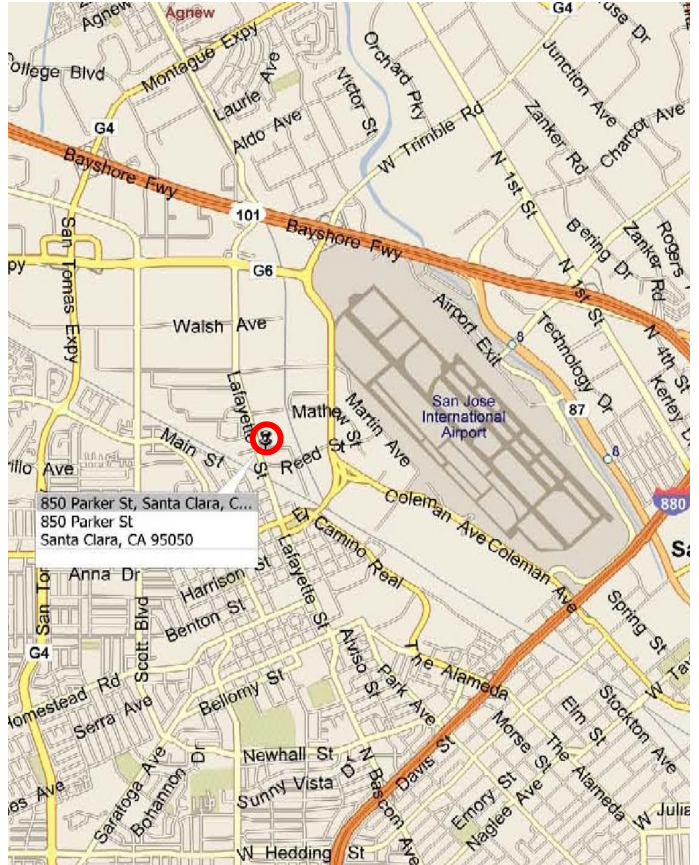 Agnew
Agnew
Montague Expy
College Blvd
Laurie Ave
Aldo Ave
Victor St
Orchard Pky
G4
Junction Ave
Zanker Rd
Charcot Ave
G4
Bayshore Fwy
W Trimble Rd
N 1st St
101
Bayshore Fwy
San Tomas Expy
G6
Bering Dr
Zanker Rd
N 1st St
Walsh Ave
Airport Exit
8
Technology Dr
N 4th St
Lafayette St
Mathew St
Martin Ave
San Jose
International
Airport
87
Main St
Reed St
8
850 Parker St, Santa Clara, C...
850 Parker St
Santa Clara, CA 95050
Coleman Ave
Coleman Ave
880
El Camino Real
Anna Dr
Harrison St
Lafayette St
Benton St
Scott Blvd
Spring St
G4
Alviso St
The Alameda
Homestead Rd
Serra Ave
Bellomy St
Park Ave
Elm St
Stockton Ave
Morse St
Newhall St
Davis St
The Alameda
Saratoga Ave
Bohannon Dr
Sunny Vista
Dr
N Bascom Ave
Emory St
Naglee Ave
W Hedding St